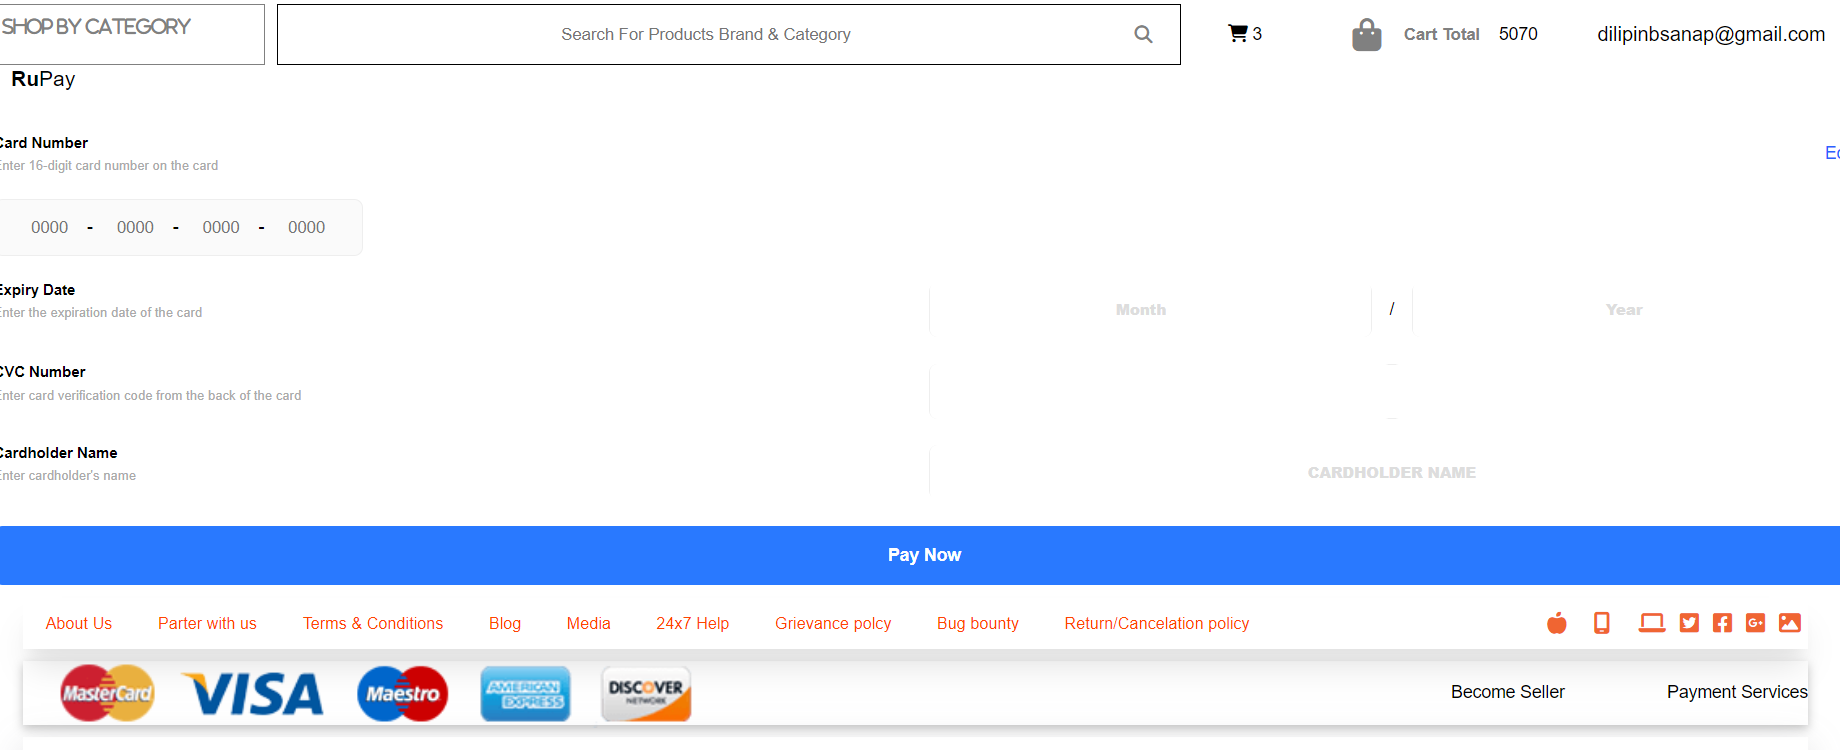 SHOP BY CATEGORY
Search For Products Brand & Category
3
Cart Total 5070
dilipinbsanap@gmail.com
RuPay
Card Number
Enter 16-digit card number on the card
0000 - 0000 - 0000 - 0000
Expiry Date
Enter the expiration date of the card
Month / Year
CVC Number
Enter card verification code from the back of the card
Cardholder Name
Enter cardholder's name
CARDHOLDER NAME
Pay Now
About Us Parter with us Terms & Conditions Blog Media 24x7 Help Grievance polcy Bug bounty Return/Cancelation policy
G+
MasterCard VISA Maestro AMERICAN EXPRESS DISCOVER NETWORK
Become Seller Payment Services